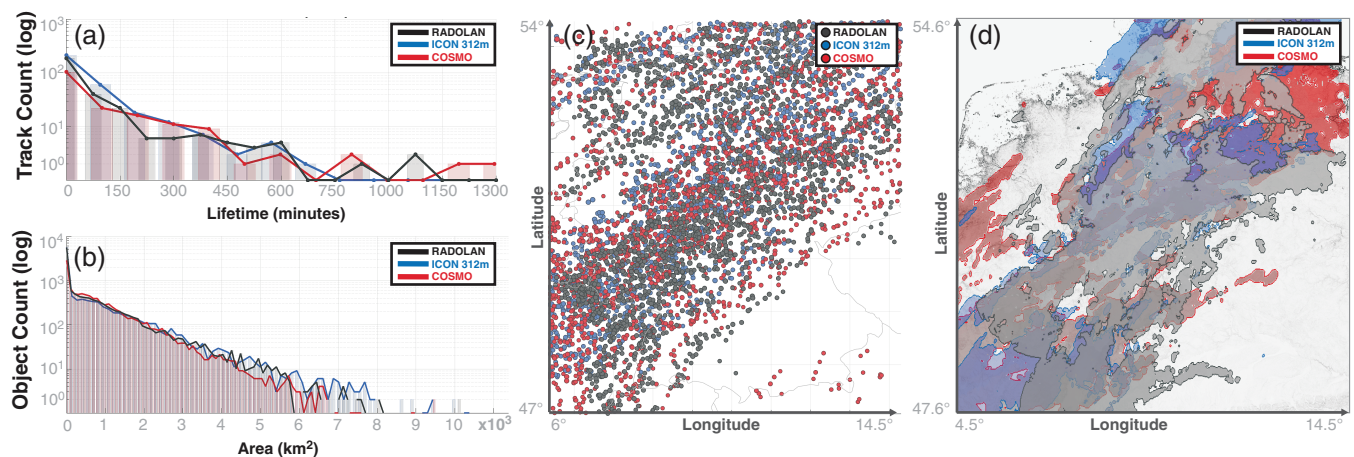 (a)
Track Count (log)
10³
10²
10¹
10⁰
RADOLAN
ICON 312m
COSMO
0 150 300 450 600 750 1000 1150 1300
Lifetime (minutes)
(b)
Object Count (log)
10⁴
10³
10²
10¹
10⁰
RADOLAN
ICON 312m
COSMO
0 1 2 3 4 5 6 7 8 9 10 x10³
Area (km²)
54°
(c)
RADOLAN
ICON 312m
COSMO
Latitude
47°
6° Longitude 14.5°
54.6°
(d)
RADOLAN
ICON 312m
COSMO
Latitude
47.6°
4.5° Longitude 14.5°